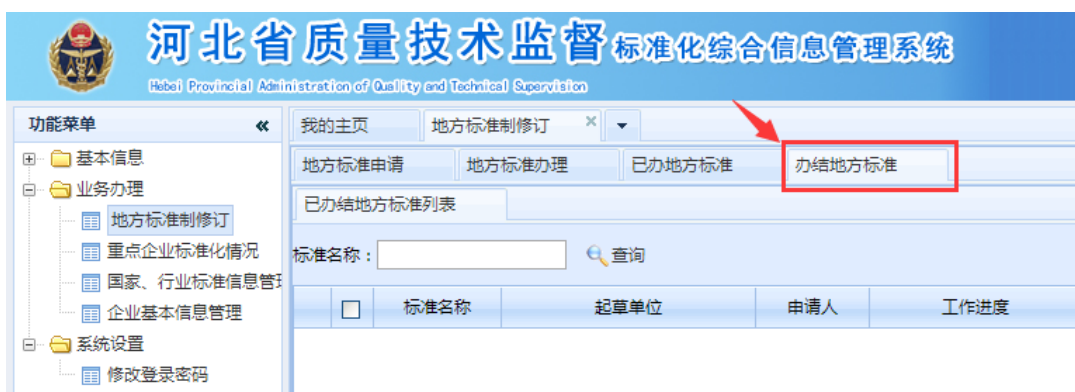 河北省质量技术监督标准化综合信息管理系统
Hebei Provincial Administration of Quality and Technical Supervision
功能菜单
我的主页 地方标准制修订
基本信息
地方标准申请 地方标准办理 已办地方标准 办结地方标准
业务办理
已办结地方标准列表
地方标准制修订
重点企业标准化情况
标准名称： 查询
国家、行业标准信息管
企业基本信息管理
标准名称 起草单位 申请人 工作进度
系统设置
修改登录密码